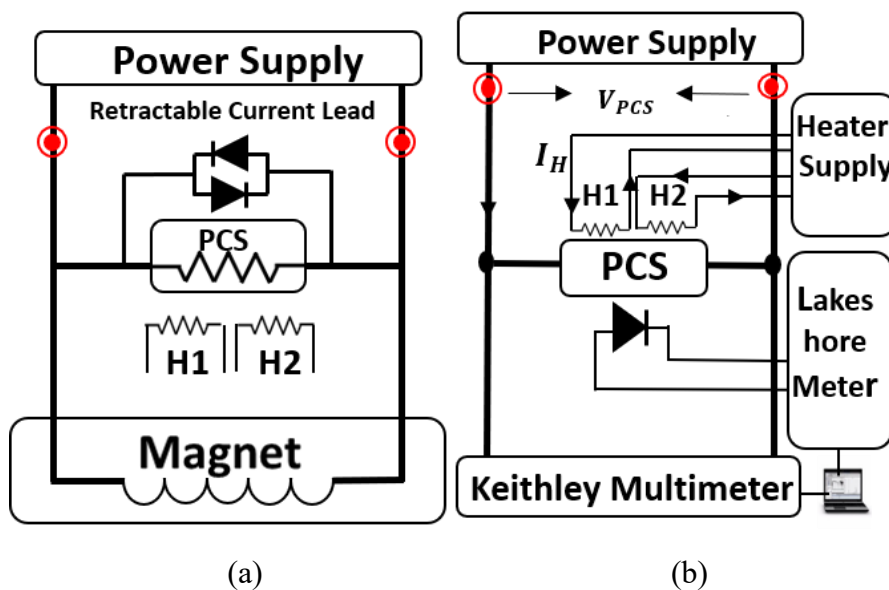 Power Supply
Retractable Current Lead
PCS
H1 H2
Magnet
(a)
Power Supply
V_PCS
I_H
H1 H2
Heater
Supply
PCS
Lakes
hore
Meter
Keithley Multimeter
(b)